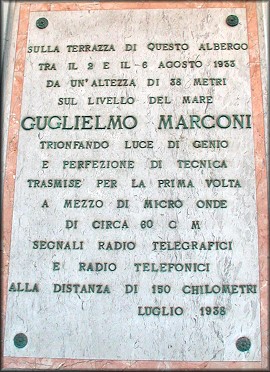 SULLA TERRAZZA DI QUESTO ALBERGO
TRA IL 2 E IL 6 AGOSTO 1933
DA UN'ALTEZZA DI 38 METRI
SUL LIVELLO DEL MARE
GUGLIELMO MARCONI
TRIONFANDO LUCE DI GENIO
E PERFEZIONE DI TECNICA
TRASMISE PER LA PRIMA VOLTA
A MEZZO DI MICRO ONDE
DI CIRCA 60 C M
SEGNALI RADIO TELEGRAFICI
E RADIO TELEFONICI
ALLA DISTANZA DI 150 CHILOMETRI
LUGLIO 1938